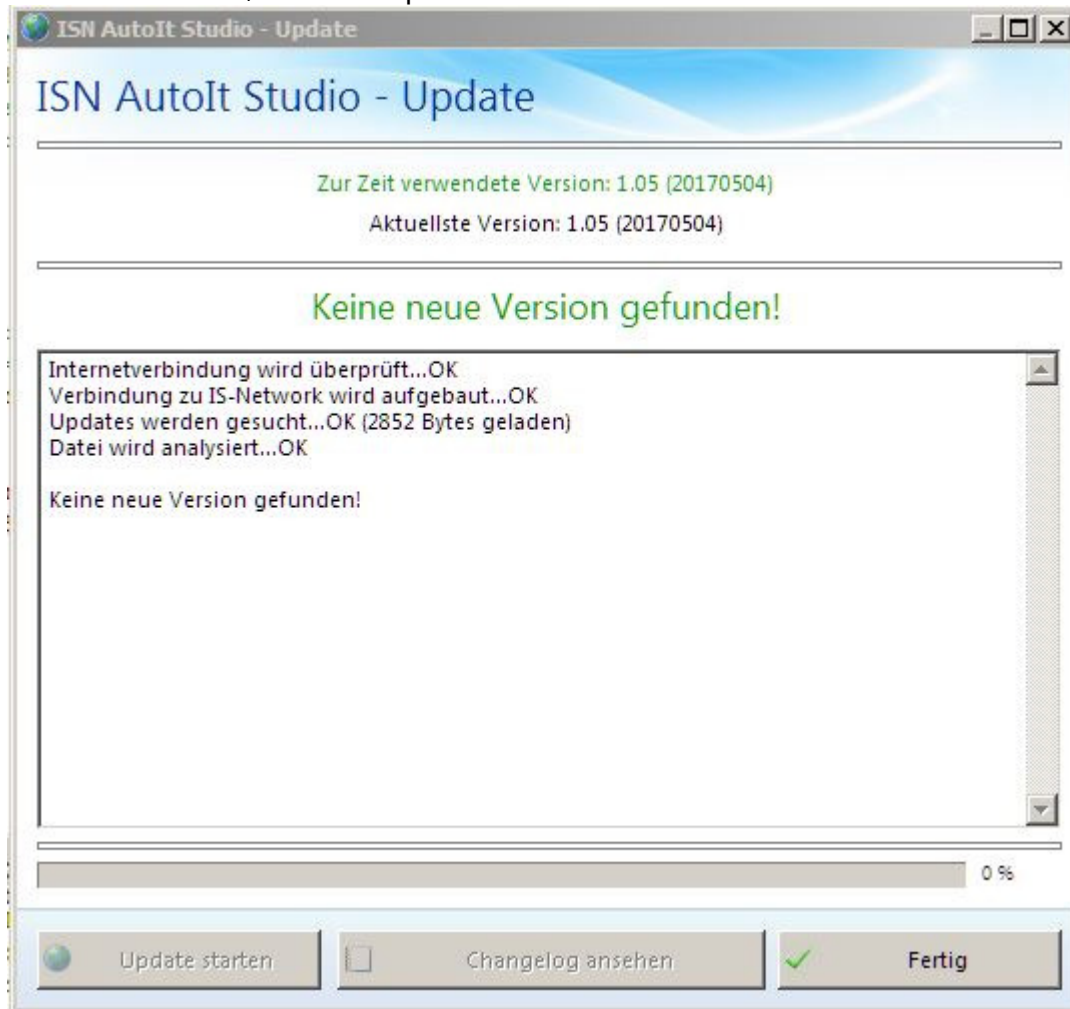 ISN AutoIt Studio - Update
ISN AutoIt Studio - Update
Zur Zeit verwendete Version: 1.05 (20170504)
Aktuellste Version: 1.05 (20170504)
Keine neue Version gefunden!
Internetverbindung wird überprüft...OK
Verbindung zu IS-Network wird aufgebaut...OK
Updates werden gesucht...OK (2852 Bytes geladen)
Datei wird analysiert...OK
Keine neue Version gefunden!
0 %
Update starten
Changelog ansehen
Fertig